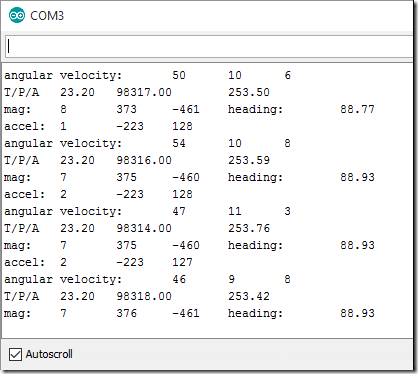 COM3
angular velocity: 50 10 6
T/P/A 23.20 98317.00 253.50
mag: 8 373 -461 heading: 88.77
accel: 1 -223 128
angular velocity: 54 10 8
T/P/A 23.20 98316.00 253.59
mag: 7 375 -460 heading: 88.93
accel: 2 -223 128
angular velocity: 47 11 3
T/P/A 23.20 98314.00 253.76
mag: 7 375 -460 heading: 88.93
accel: 2 -223 127
angular velocity: 46 9 8
T/P/A 23.20 98318.00 253.42
mag: 7 376 -461 heading: 88.93
Autoscroll